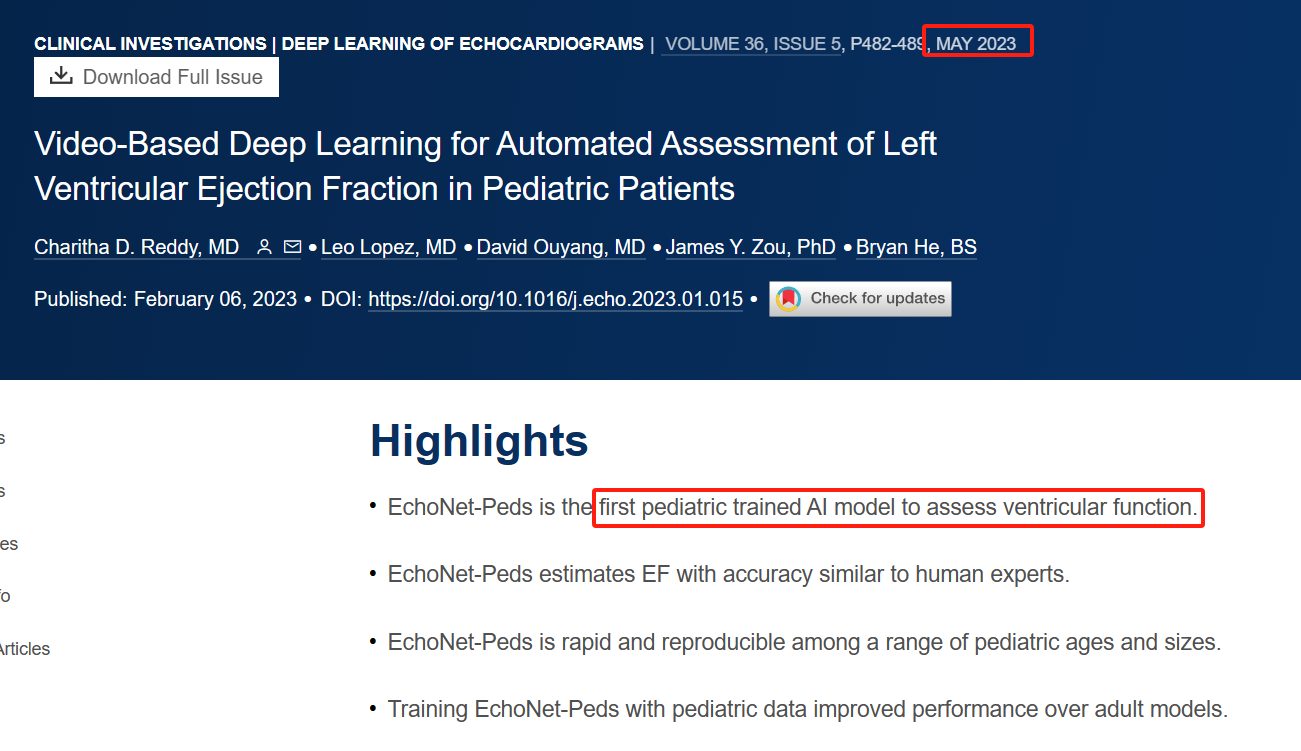 CLINICAL INVESTIGATIONS | DEEP LEARNING OF ECHOCARDIOGRAMS | VOLUME 36, ISSUE 5, P482-489, MAY 2023
Download Full Issue
Video-Based Deep Learning for Automated Assessment of Left
Ventricular Ejection Fraction in Pediatric Patients
Charitha D. Reddy, MD • Leo Lopez, MD • David Ouyang, MD • James Y. Zou, PhD • Bryan He, BS
Published: February 06, 2023 • DOI: https://doi.org/10.1016/j.echo.2023.01.015 • Check for updates
Highlights
s
• EchoNet-Peds is the first pediatric trained AI model to assess ventricular function.
s
es
• EchoNet-Peds estimates EF with accuracy similar to human experts.
fo
• EchoNet-Peds is rapid and reproducible among a range of pediatric ages and sizes.
Articles
• Training EchoNet-Peds with pediatric data improved performance over adult models.